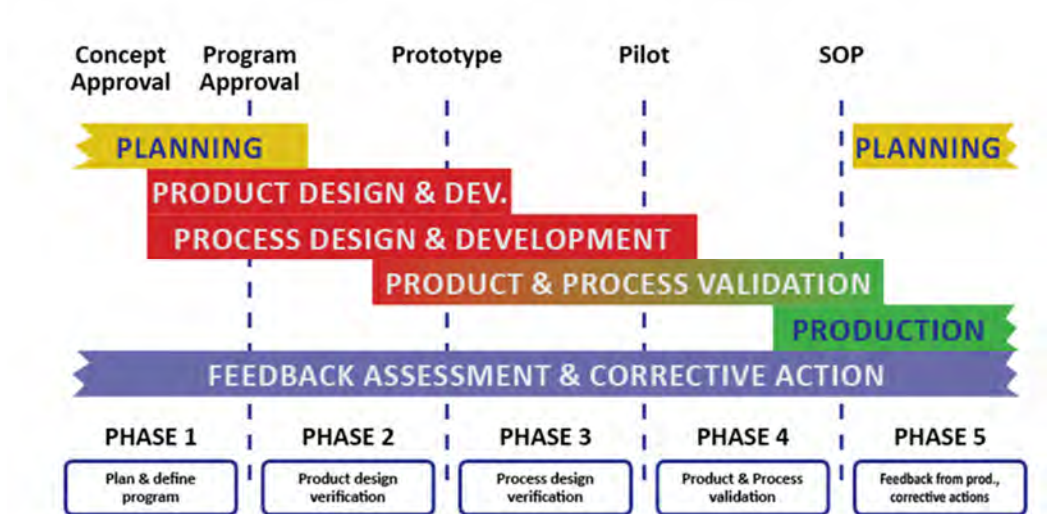 Concept
Approval
Program
Approval
Prototype
Pilot
SOP
PLANNING
PLANNING
PRODUCT DESIGN & DEV.
PROCESS DESIGN & DEVELOPMENT
PRODUCT & PROCESS VALIDATION
PRODUCTION
FEEDBACK ASSESSMENT & CORRECTIVE ACTION
PHASE 1
PHASE 2
PHASE 3
PHASE 4
PHASE 5
Plan & define
program
Product design
verification
Process design
verification
Product & Process
validation
Feedback from prod.,
corrective actions